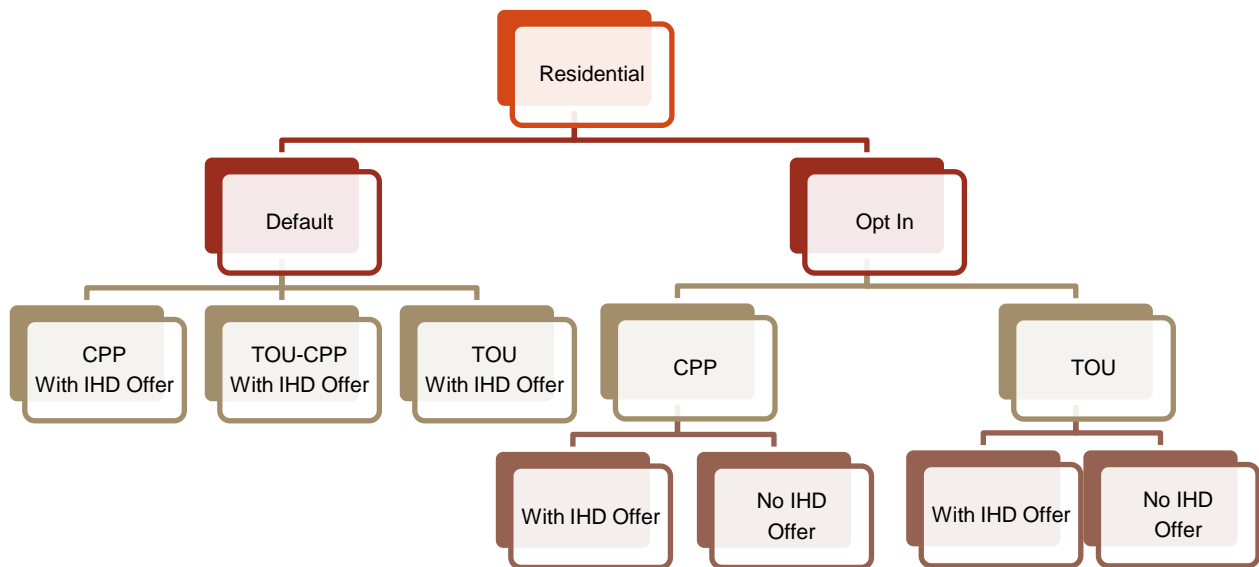 Residential
Default
Opt In
CPP
With IHD Offer
TOU-CPP
With IHD Offer
TOU
With IHD Offer
CPP
TOU
With IHD Offer
No IHD
Offer
With IHD Offer
No IHD
Offer